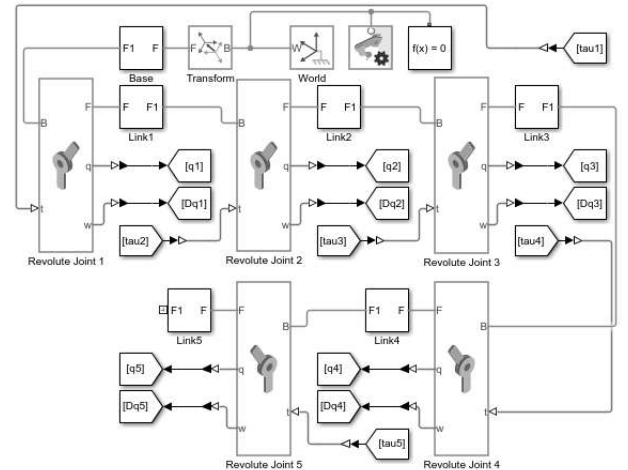 F1 F
F B
W
f(x) = 0
[tau1]
Base
Transform
World
F F F1
F F F1
F F F1
B
B
B
Link1
Link2
Link3
q [q1]
q [q2]
q [q3]
t
t
t
w [Dq1]
w [Dq2]
w [Dq3]
[tau2]
[tau3]
[tau4]
Revolute Joint 1
Revolute Joint 2
Revolute Joint 3
F1 F F
F1 F F
B
B
Link5
Link4
[q5] q
[q4] q
[Dq5] t
[Dq4] t
w
w
[tau5]
Revolute Joint 5
Revolute Joint 4